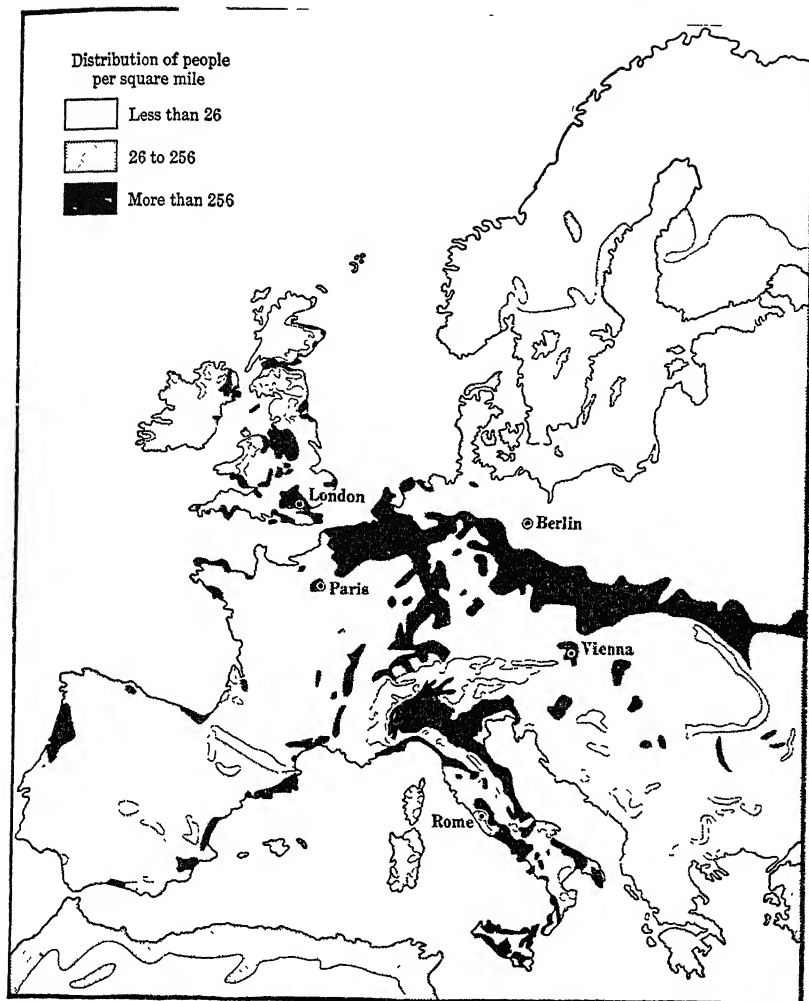 Distribution of people
per square mile
Less than 26
26 to 256
More than 256
London
Berlin
Paris
Vienna
Rome